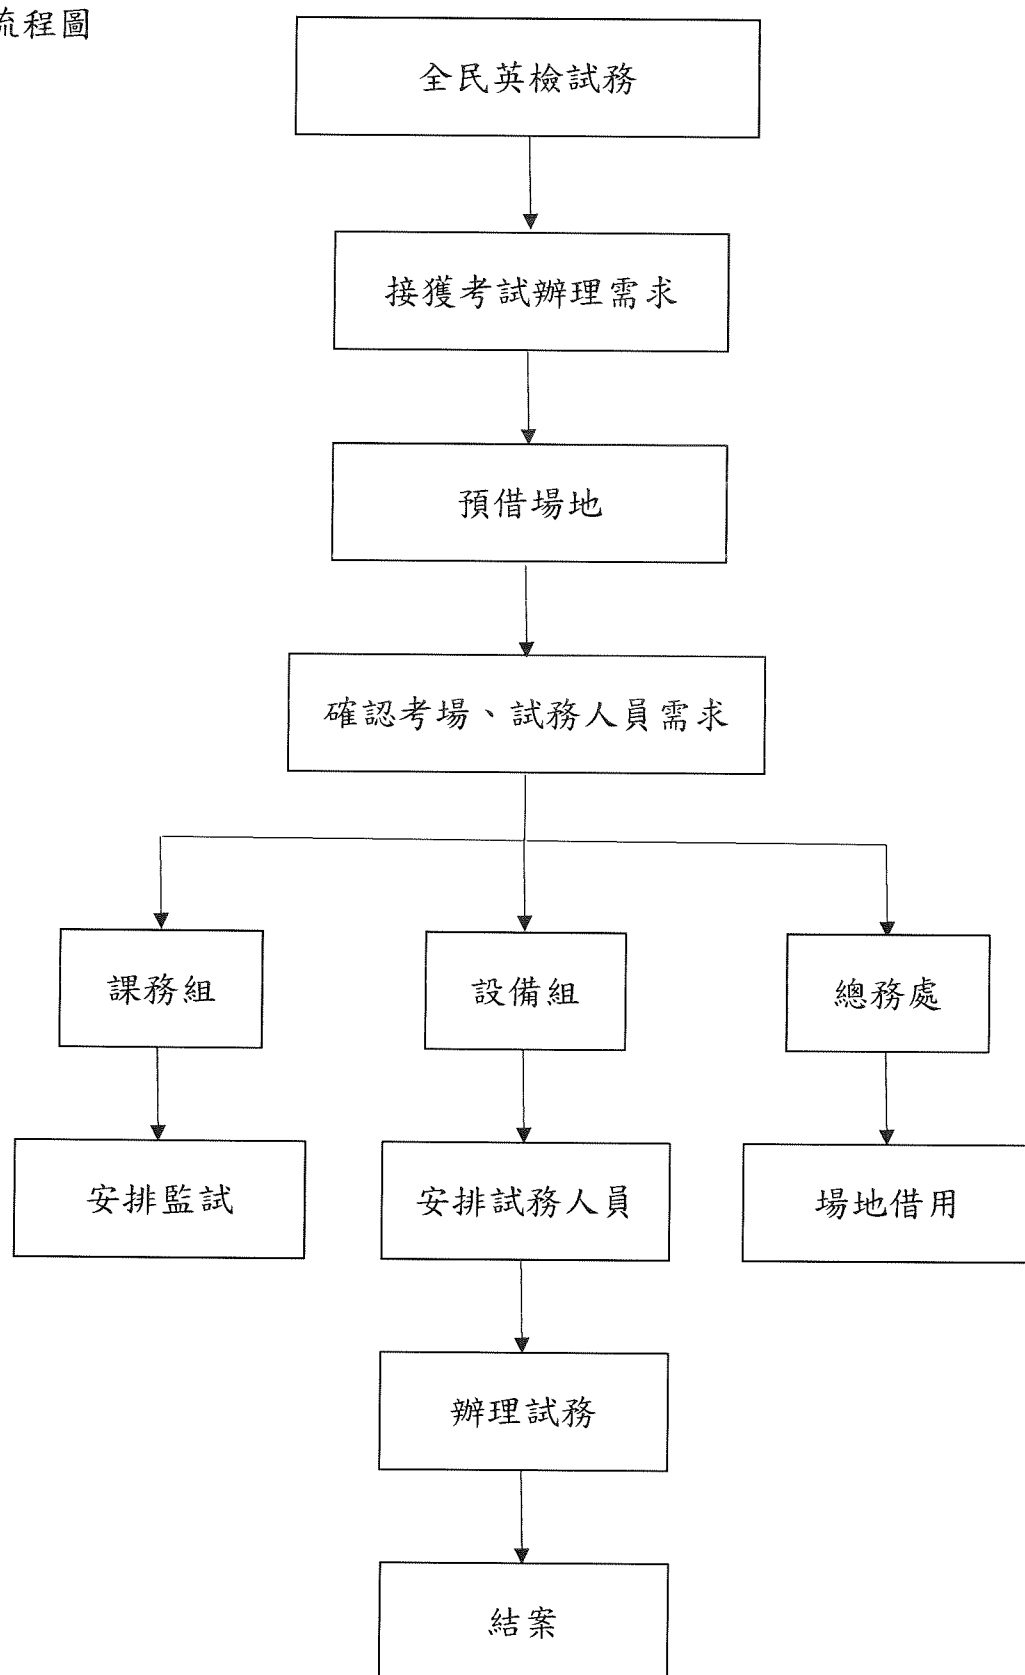 流程圖
全民英檢試務
接獲考試辦理需求
預借場地
確認考場、試務人員需求
課務組
設備組
總務處
安排監試
安排試務人員
場地借用
辦理試務
結案